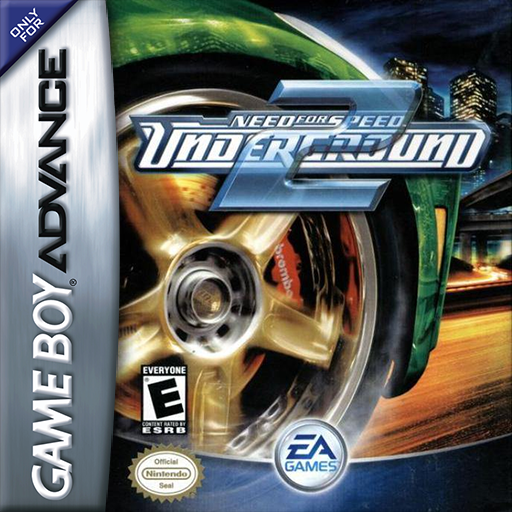 ONLY
FOR
GAME BOY ADVANCE
NEED FOR SPEED
UNDERGROUND
2
brembo
EVERYONE
E
CONTENT RATED BY
ESRB
Official
Nintendo
Seal
EA
GAMES